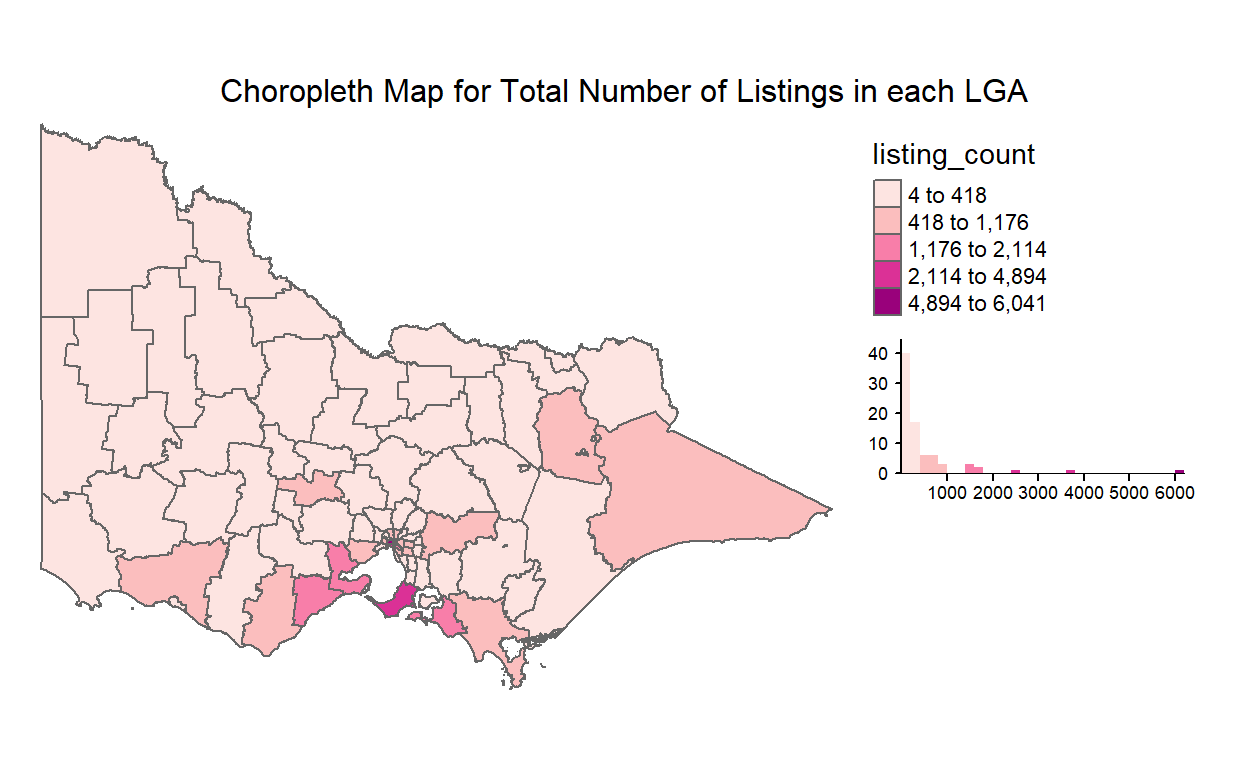 Choropleth Map for Total Number of Listings in each LGA
listing_count
4 to 418
418 to 1,176
1,176 to 2,114
2,114 to 4,894
4,894 to 6,041
40
30
20
10
0
1000 2000 3000 4000 5000 6000